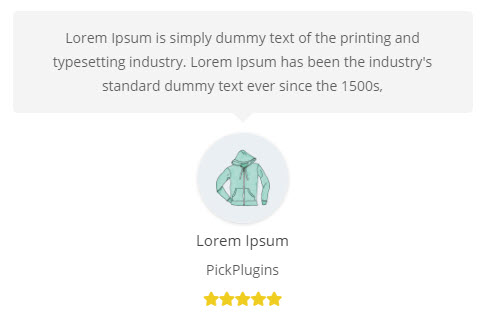 Lorem Ipsum is simply dummy text of the printing and
typesetting industry. Lorem Ipsum has been the industry's
standard dummy text ever since the 1500s,
Lorem Ipsum
PickPlugins